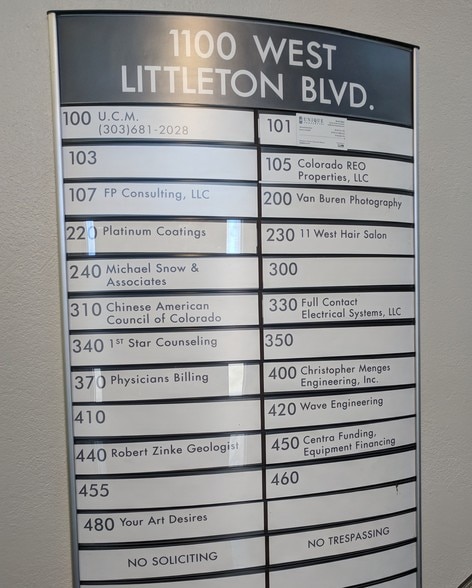 1100 WEST
LITTLETON BLVD.
100 U.C.M.
(303)681-2028
101
103
105 Colorado REO
Properties, LLC
107 FP Consulting, LLC
200 Van Buren Photography
220 Platinum Coatings
230 11 West Hair Salon
240 Michael Snow &
Associates
300
310 Chinese American
Council of Colorado
330 Full Contact
Electrical Systems, LLC
340 1ST Star Counseling
350
370 Physicians Billing
400 Christopher Menges
Engineering, Inc.
410
420 Wave Engineering
440 Robert Zinke Geologist
450 Centra Funding,
Equipment Financing
455
460
480 Your Art Desires
NO SOLICITING
NO TRESPASSING